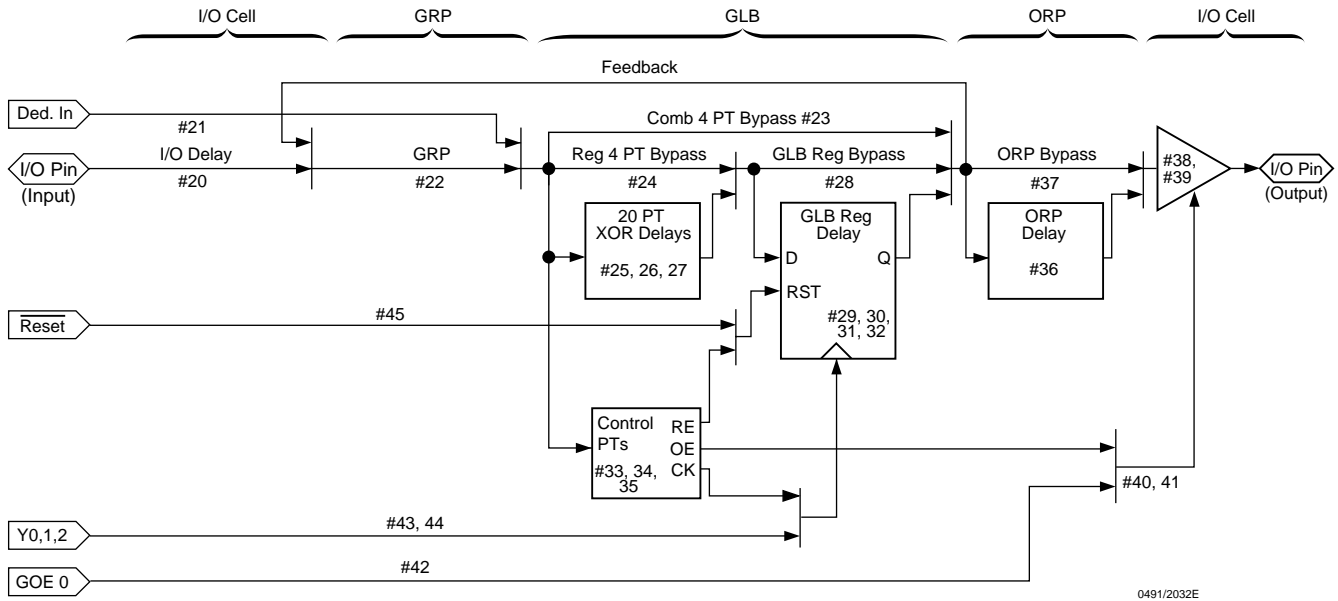 I/O Cell
GRP
GLB
ORP
I/O Cell
Feedback
Ded. In
#21
Comb 4 PT Bypass #23
I/O Pin
(Input)
I/O Delay
#20
GRP
#22
Reg 4 PT Bypass
#24
GLB Reg Bypass
#28
ORP Bypass
#37
#38,
#39
I/O Pin
(Output)
20 PT
XOR Delays
#25, 26, 27
GLB Reg
Delay
D
Q
RST
#29, 30,
31, 32
ORP
Delay
#36
Reset
#45
Control
PTs
#33, 34,
35
RE
OE
CK
#40, 41
Y0,1,2
#43, 44
GOE 0
#42
0491/2032E